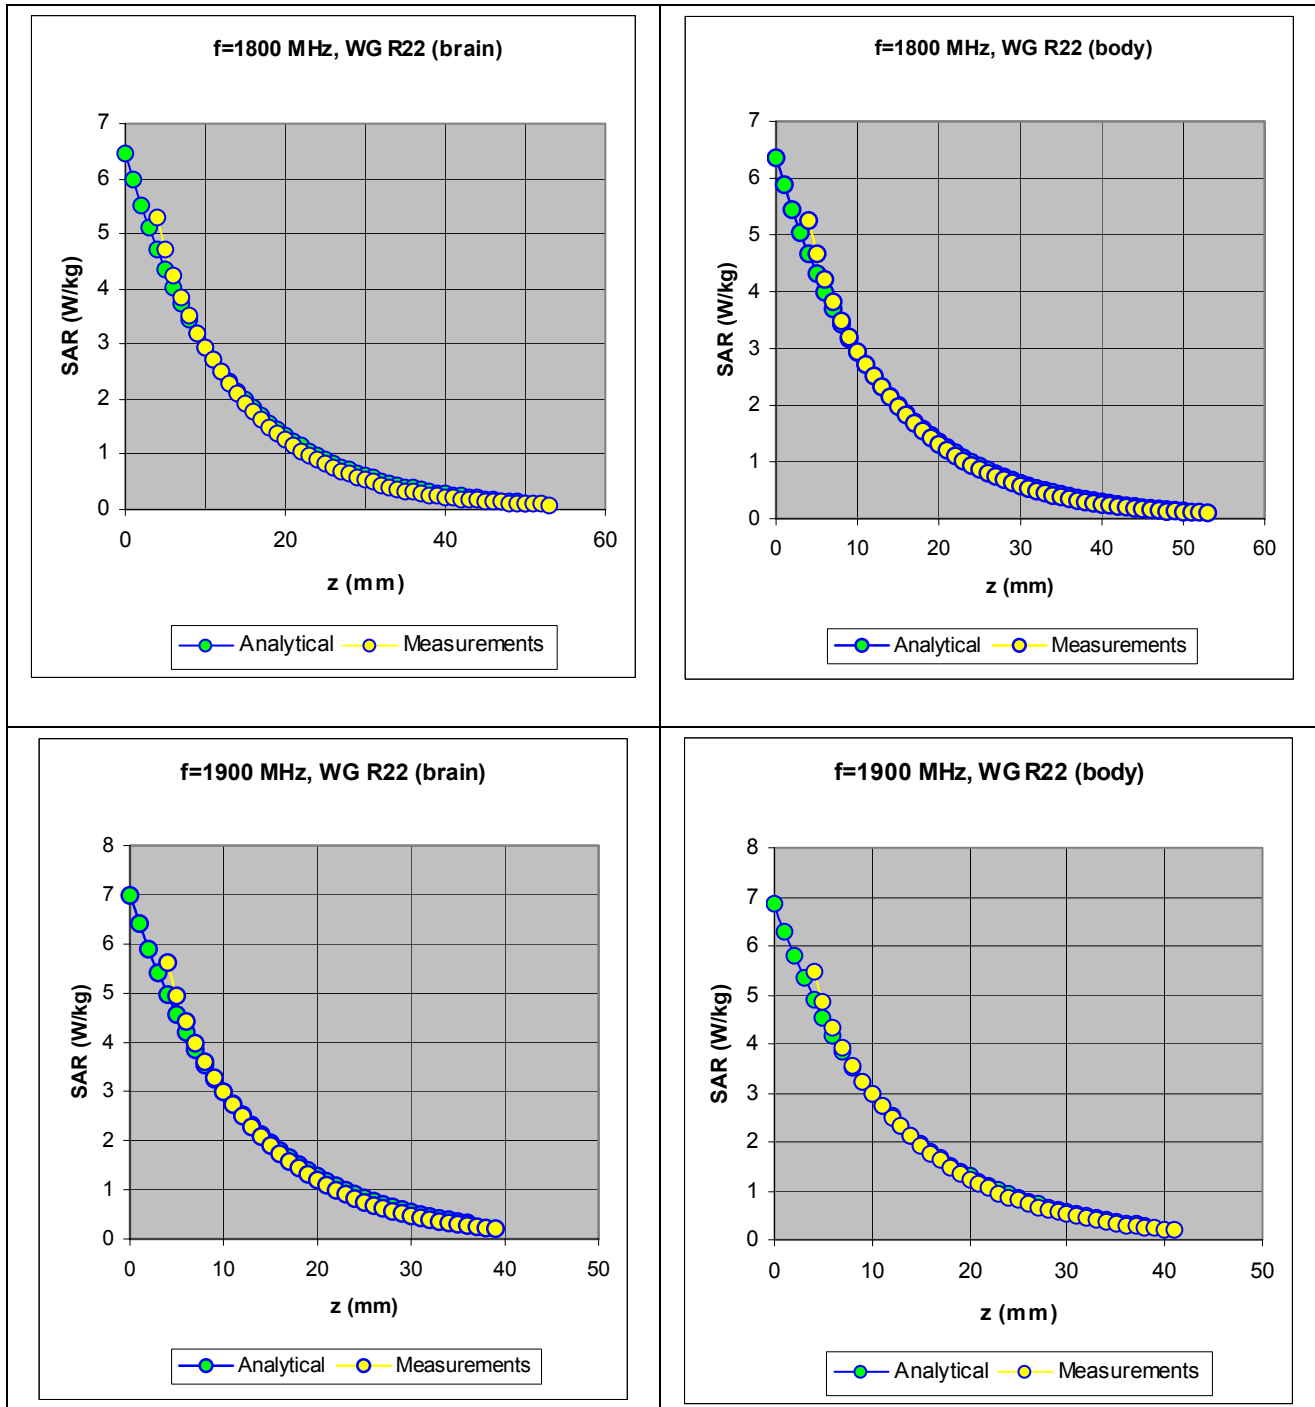 f=1800 MHz, WG R22 (brain)
7
6
5
4
3
2
1
0
SAR (W/kg)
0 20 40 60
z (mm)
Analytical Measurements
f=1800 MHz, WG R22 (body)
7
6
5
4
3
2
1
0
SAR (W/kg)
0 10 20 30 40 50 60
z (mm)
Analytical Measurements
f=1900 MHz, WG R22 (brain)
8
7
6
5
4
3
2
1
0
SAR (W/kg)
0 10 20 30 40 50
z (mm)
Analytical Measurements
f=1900 MHz, WG R22 (body)
8
7
6
5
4
3
2
1
0
SAR (W/kg)
0 10 20 30 40 50
z (mm)
Analytical Measurements